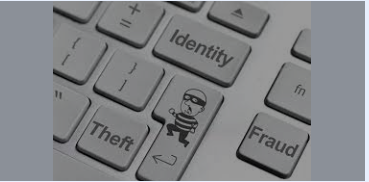 +
=
Identity
{
[
}
]
"
fn
Theft
Fraud